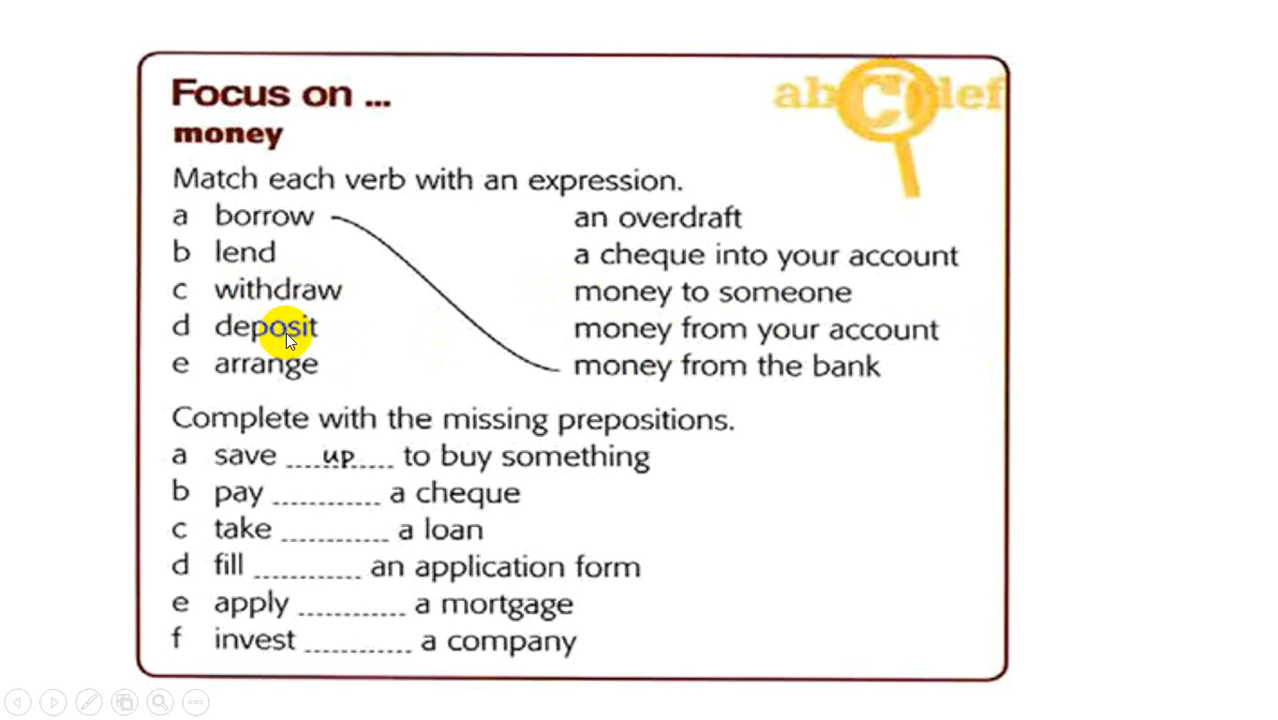 Focus on ...
abCdef
money
Match each verb with an expression.
a borrow an overdraft
b lend a cheque into your account
c withdraw money to someone
d deposit money from your account
e arrange money from the bank
Complete with the missing prepositions.
a save up to buy something
b pay ............ a cheque
c take ............ a loan
d fill ............ an application form
e apply ............ a mortgage
f invest ............ a company